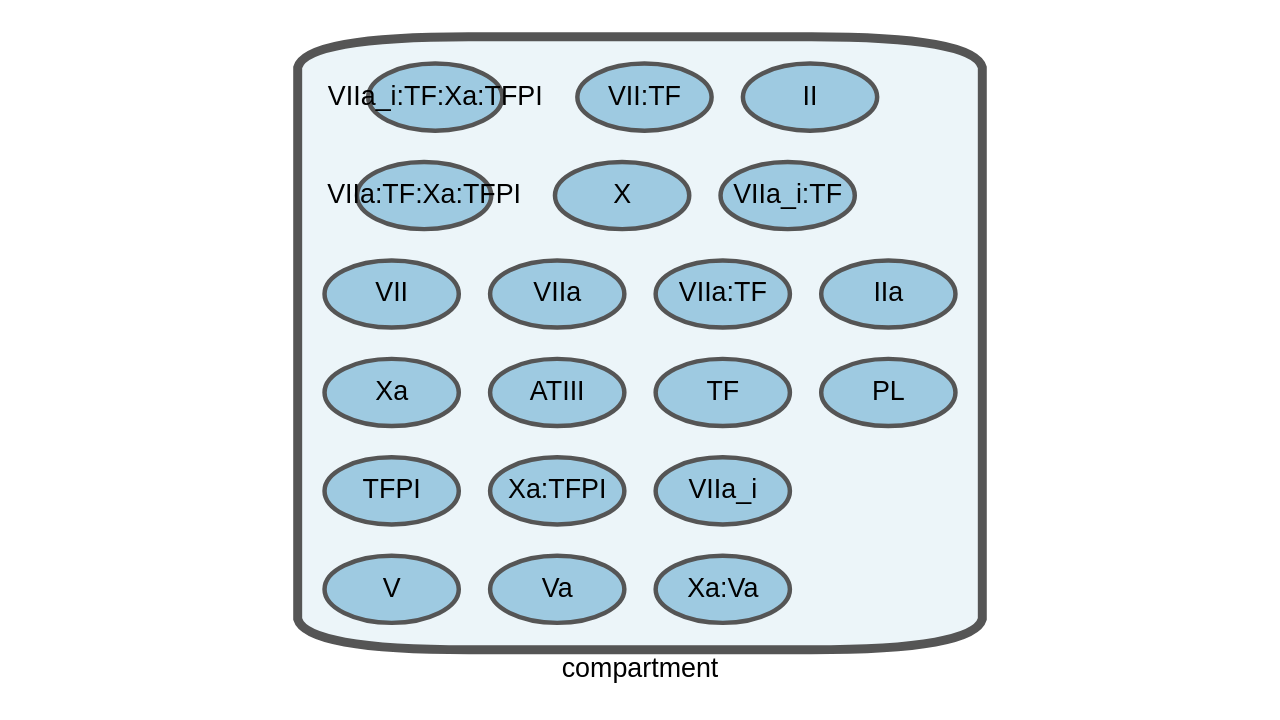 VIIa_i:TF:Xa:TFPI VII:TF II
VIIa:TF:Xa:TFPI X VIIa_i:TF
VII VIIa VIIa:TF IIa
Xa ATIII TF PL
TFPI Xa:TFPI VIIa_i
V Va Xa:Va
compartment